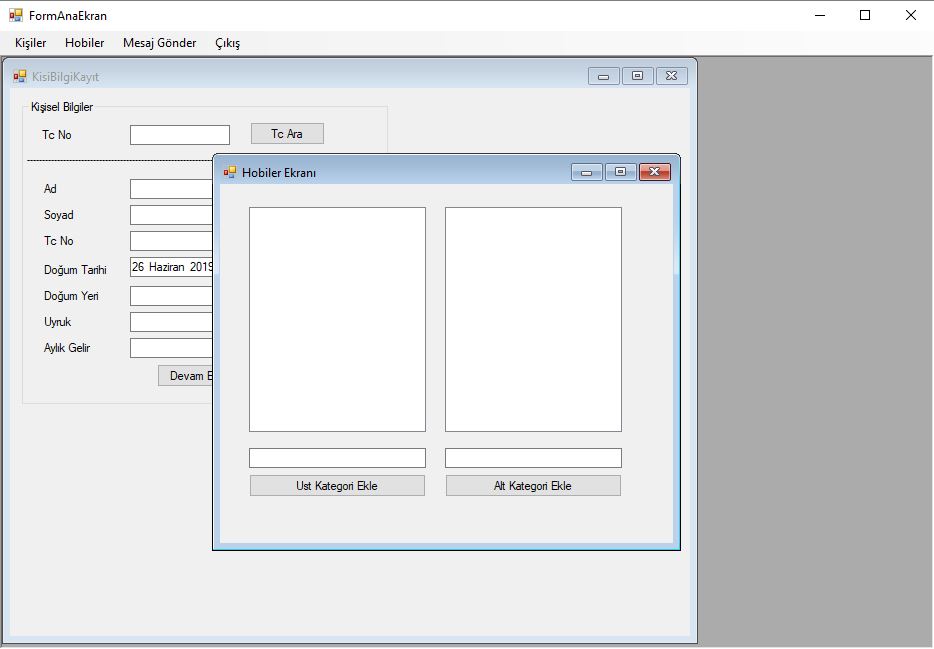 FormAnaEkran
Kişiler Hobiler Mesaj Gönder Çıkış
KisiBilgiKayıt
Kişisel Bilgiler
Tc No Tc Ara
Hobiler Ekranı
Ad
Soyad
Tc No
Doğum Tarihi 26 Haziran 2019
Doğum Yeri
Uyruk
Aylık Gelir
Devam E
Ust Kategori Ekle Alt Kategori Ekle